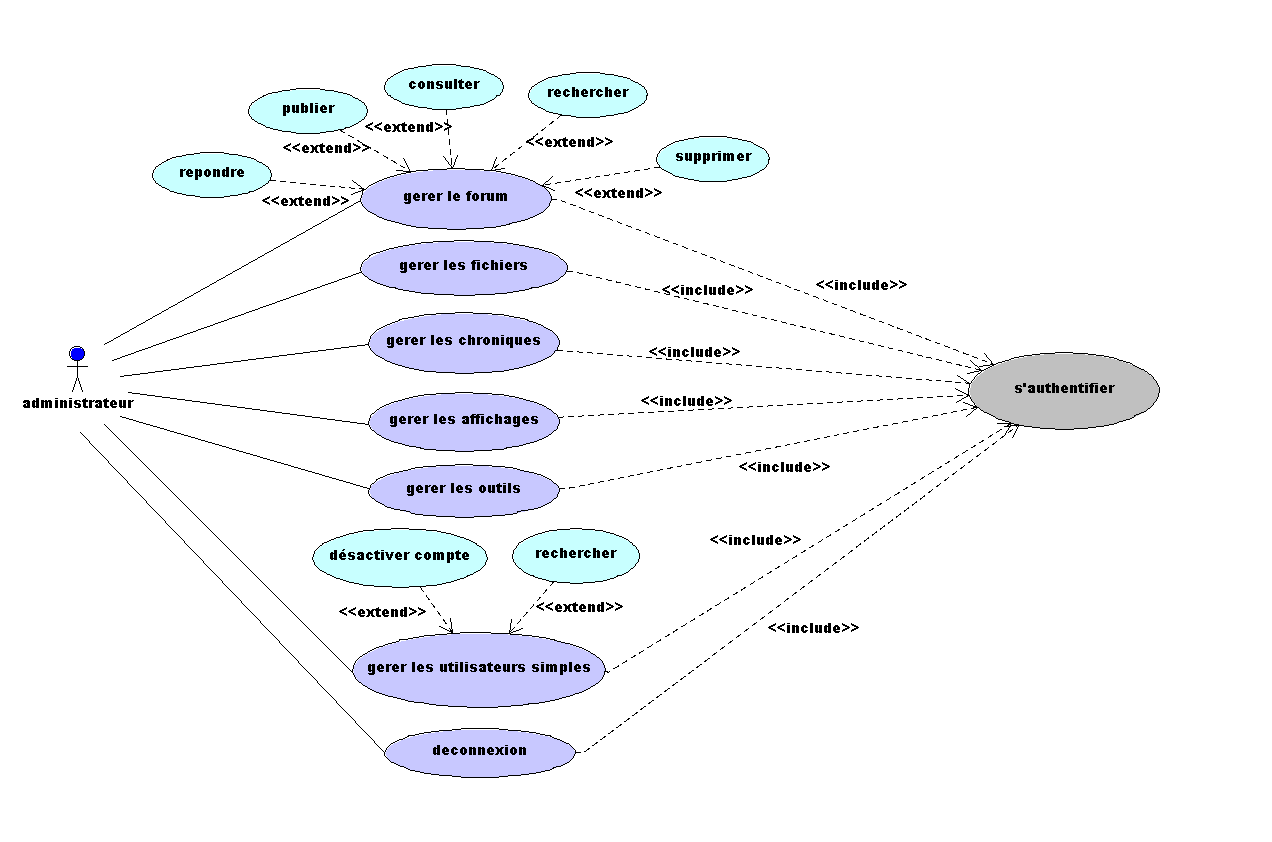 consulter
rechercher
publier
<<extend>>
<<extend>>
<<extend>>
supprimer
repondre
<<extend>>
<<extend>>
gerer le forum
gerer les fichiers
<<include>>
<<include>>
gerer les chroniques
<<include>>
s'authentifier
administrateur
<<include>>
gerer les affichages
<<include>>
gerer les outils
<<include>>
désactiver compte
rechercher
<<extend>>
<<extend>>
<<include>>
gerer les utilisateurs simples
deconnexion